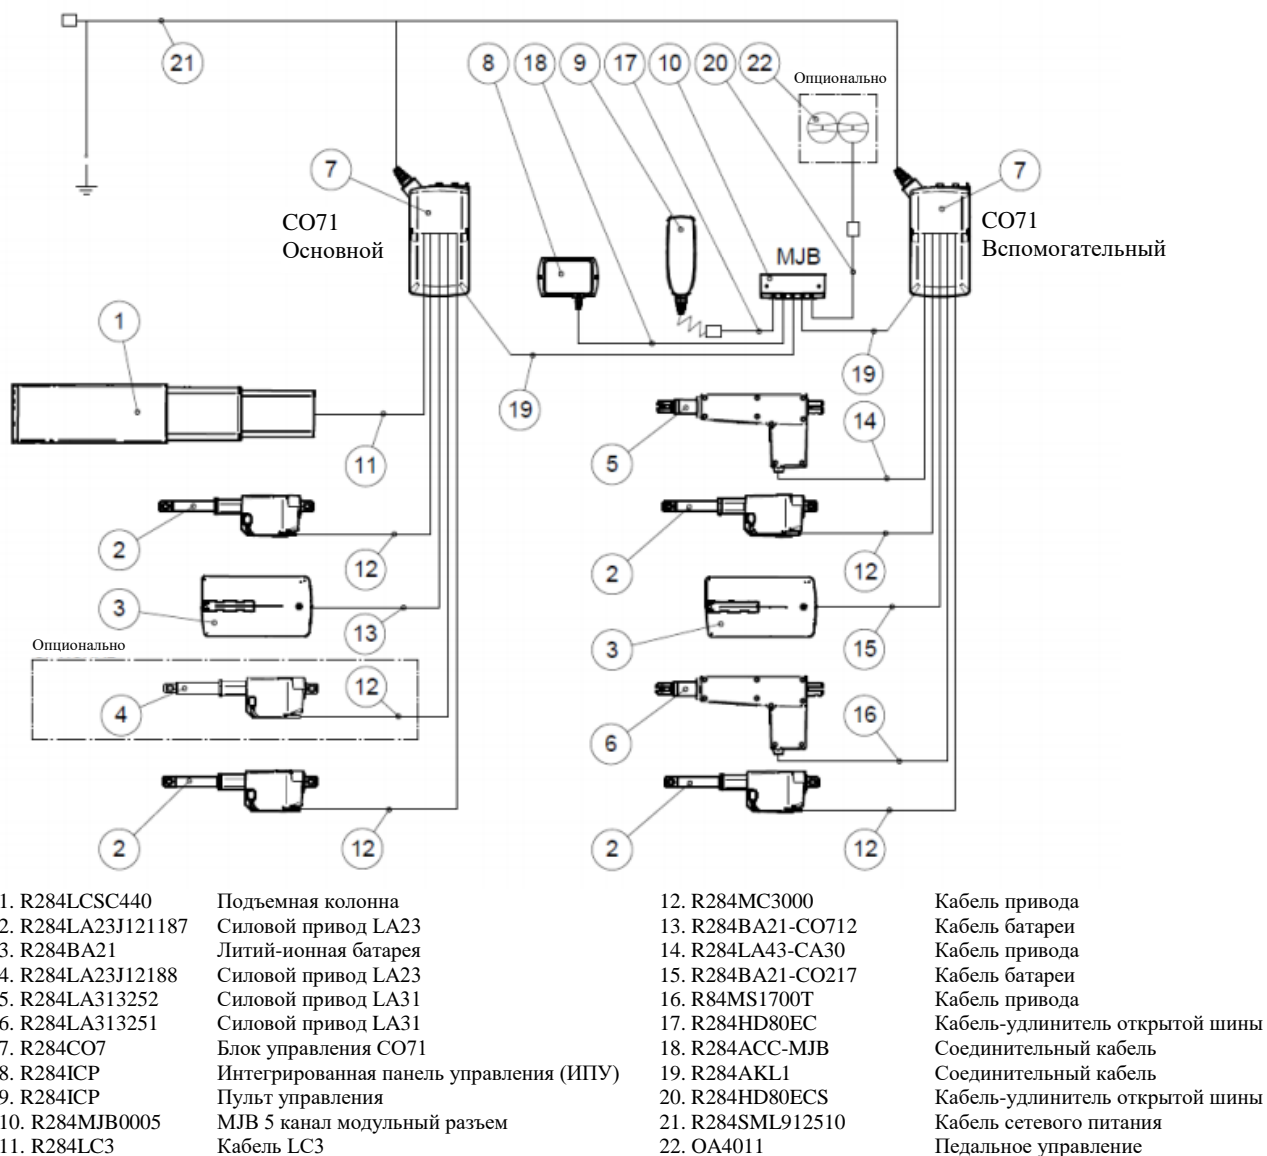 21
8
18
9
17
10
20
22
Опционально
7
CO71
Основной
MJB
7
CO71
Вспомогательный
1
19
19
11
5
14
2
12
2
12
3
13
3
15
Опционально
4
12
6
16
2
12
2
12
1. R284LCSC440 Подъемная колонна
2. R284LA23J121187 Силовой привод LA23
3. R284BA21 Литий-ионная батарея
4. R284LA23J12188 Силовой привод LA23
5. R284LA313252 Силовой привод LA31
6. R284LA313251 Силовой привод LA31
7. R284CO7 Блок управления CO71
8. R284ICP Интегрированная панель управления (ИПУ)
9. R284ICP Пульт управления
10. R284MJB0005 MJB 5 канал модульный разъем
11. R284LC3 Кабель LC3
12. R284MC3000 Кабель привода
13. R284BA21-CO712 Кабель батареи
14. R284LA43-CA30 Кабель привода
15. R284BA21-CO217 Кабель батареи
16. R84MS1700T Кабель привода
17. R284HD80EC Кабель-удлинитель открытой шины
18. R284ACC-MJB Соединительный кабель
19. R284AKL1 Соединительный кабель
20. R284HD80ECS Кабель-удлинитель открытой шины
21. R284SML912510 Кабель сетевого питания
22. OA4011 Педальное управление